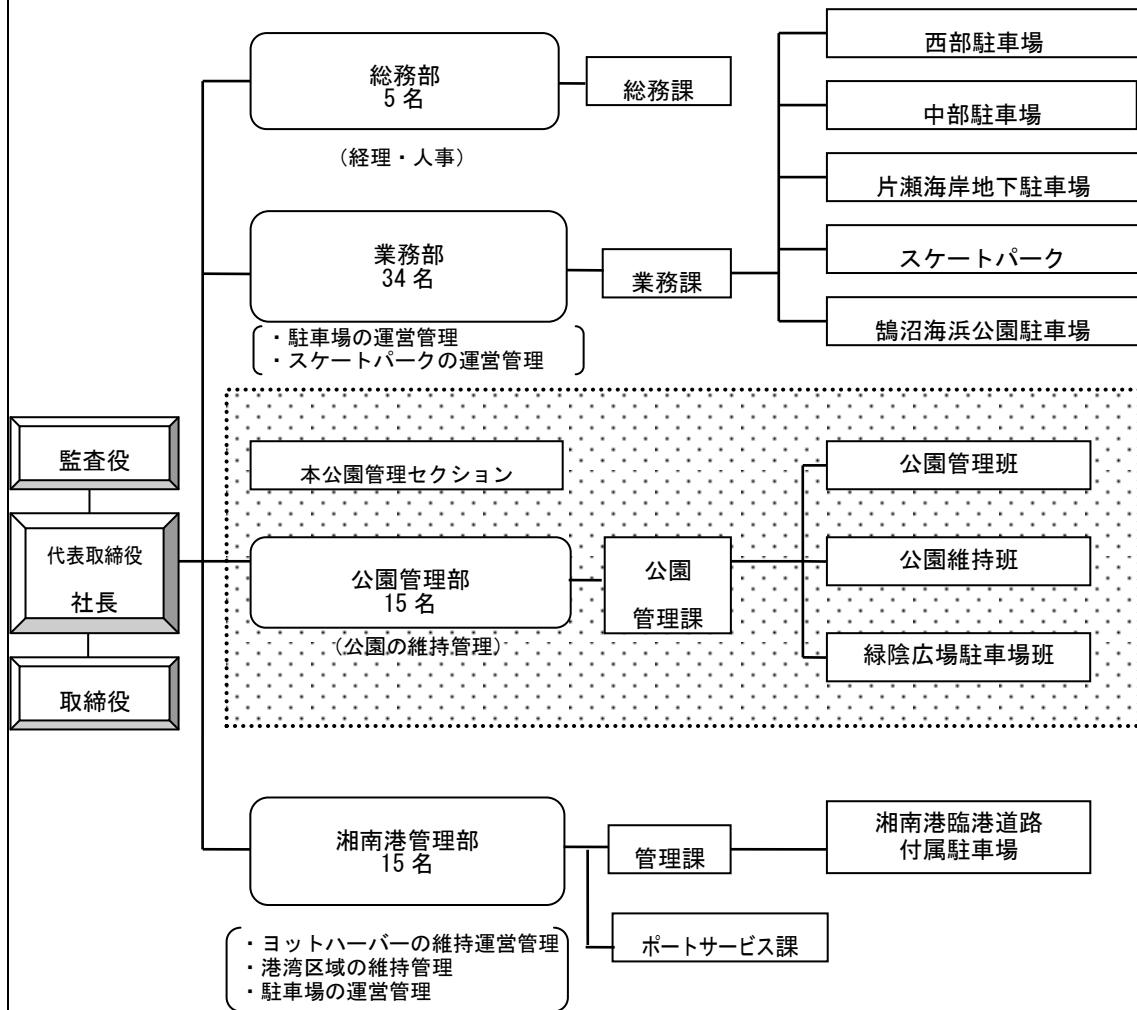 総務部
5名
総務課
（経理・人事）
西部駐車場
中部駐車場
片瀬海岸地下駐車場
スケートパーク
鵠沼海浜公園駐車場
業務部
34名
業務課
・駐車場の運営管理
・スケートパークの運営管理
監査役
代表取締役
社長
取締役
本公園管理セクション
公園管理部
15名
（公園の維持管理）
公園
管理課
公園管理班
公園維持班
緑陰広場駐車場班
湘南港管理部
15名
管理課
湘南港臨港道路
付属駐車場
ポートサービス課
・ヨットハーバーの維持運営管理
・港湾区域の維持管理
・駐車場の運営管理